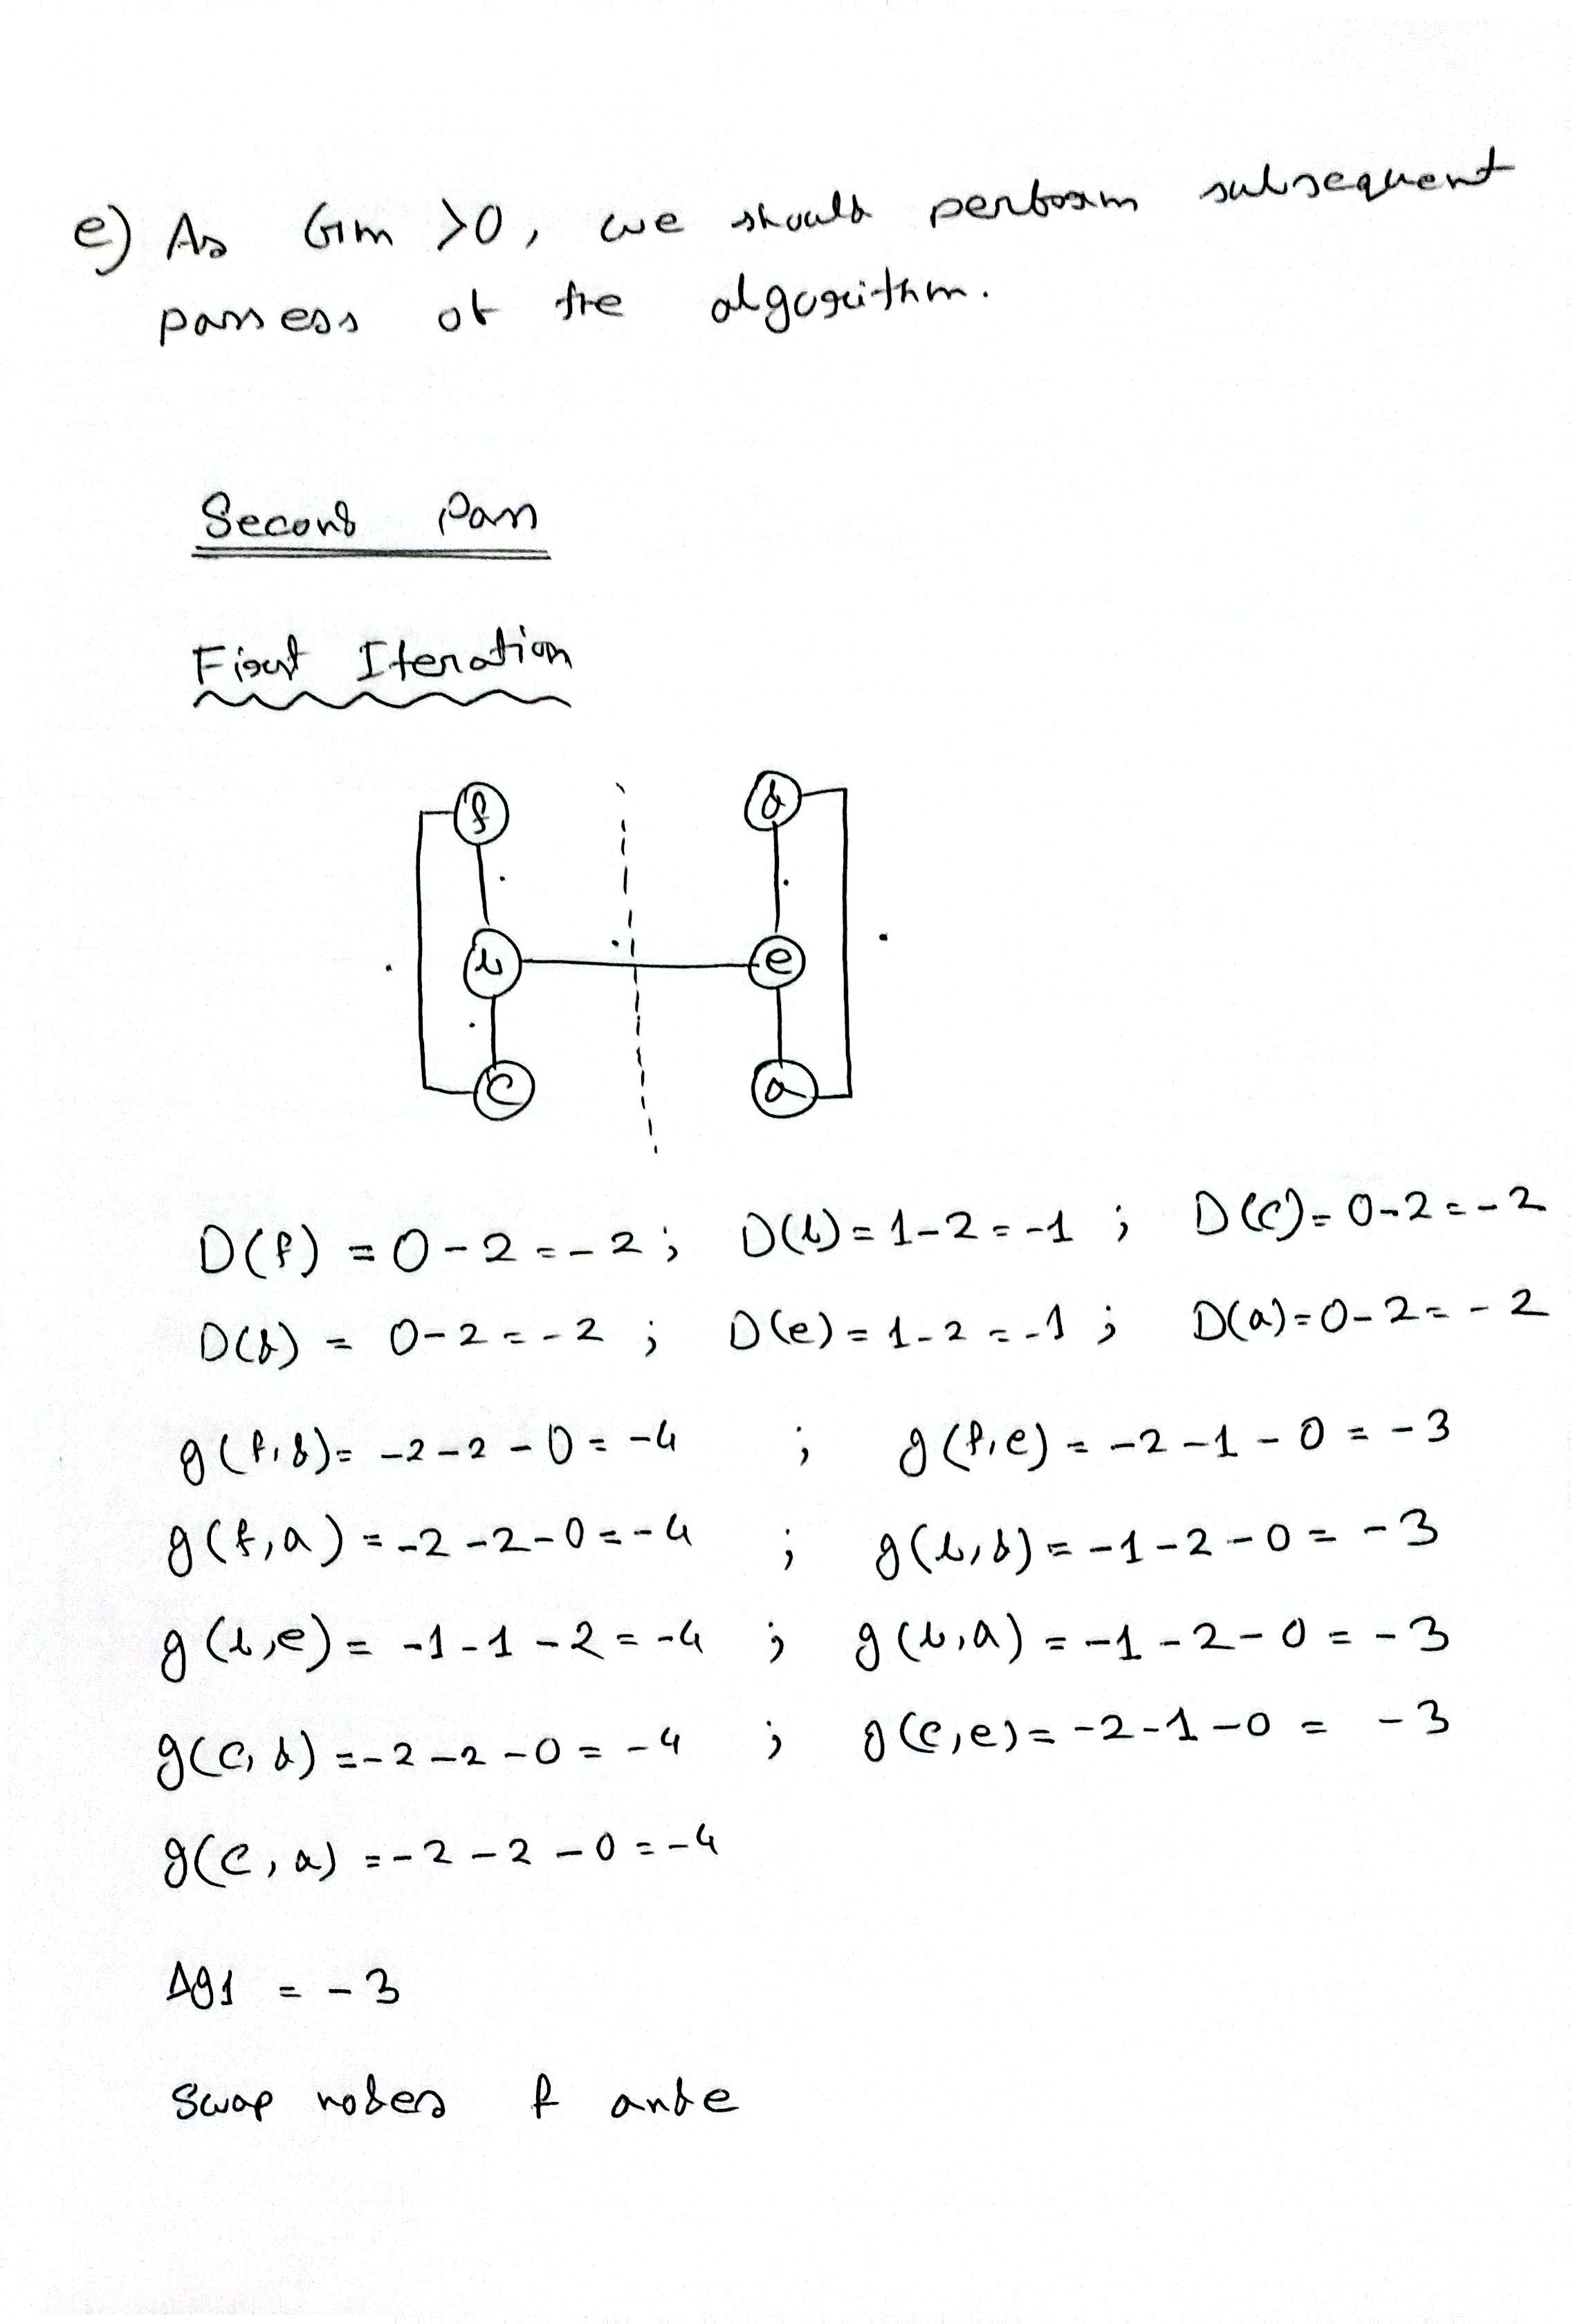 e) As Gm >0, we should perform subsequent
passess of the algorithm.
Second Pass
First Iteration
f d
b e
c a
D(f) = 0-2 = -2 ; D(b) = 1-2 = -1 ; D(c) = 0-2 = -2
D(d) = 0-2 = -2 ; D(e) = 1-2 = -1 ; D(a) = 0-2 = -2
g(f,d) = -2-2-0 = -4 ; g(f,e) = -2-1-0 = -3
g(f,a) = -2-2-0 = -4 ; g(b,d) = -1-2-0 = -3
g(b,e) = -1-1-2 = -4 ; g(b,a) = -1-2-0 = -3
g(c,d) = -2-2-0 = -4 ; g(c,e) = -2-1-0 = -3
g(c,a) = -2-2-0 = -4
Δg1 = -3
Swap nodes f and e